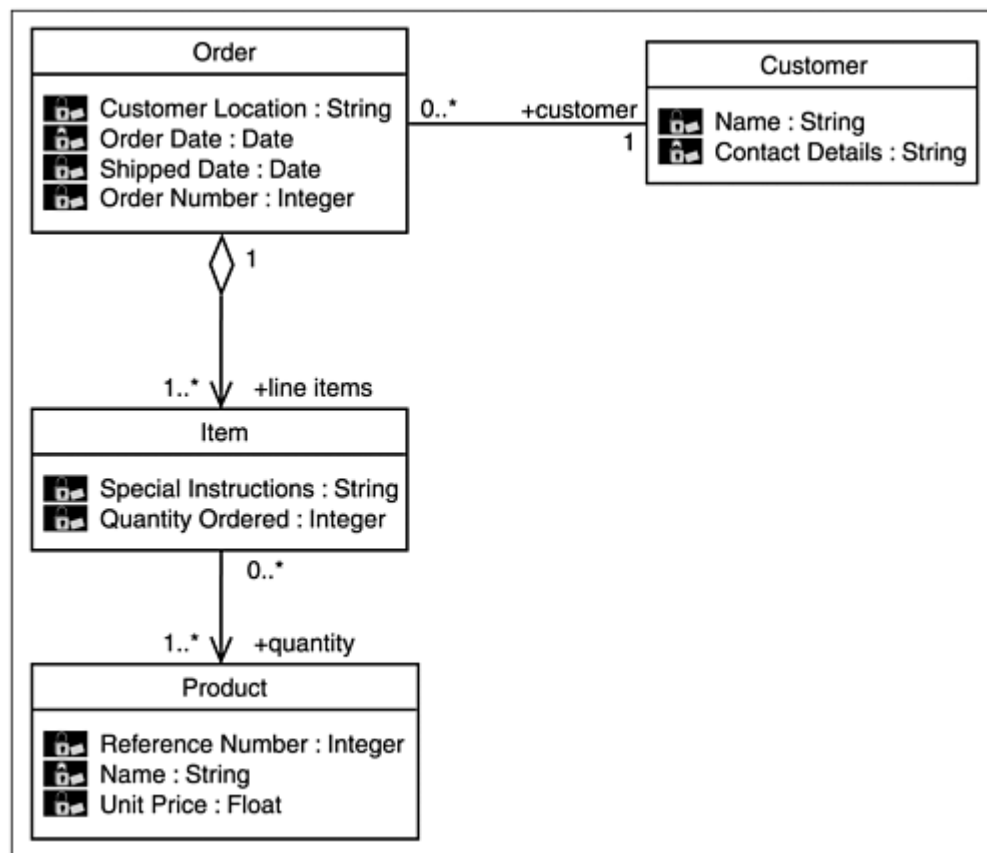 Order
Customer Location : String
Order Date : Date
Shipped Date : Date
Order Number : Integer
0..*
+customer
1
Customer
Name : String
Contact Details : String
1
1..*
+line items
Item
Special Instructions : String
Quantity Ordered : Integer
0..*
1..*
+quantity
Product
Reference Number : Integer
Name : String
Unit Price : Float